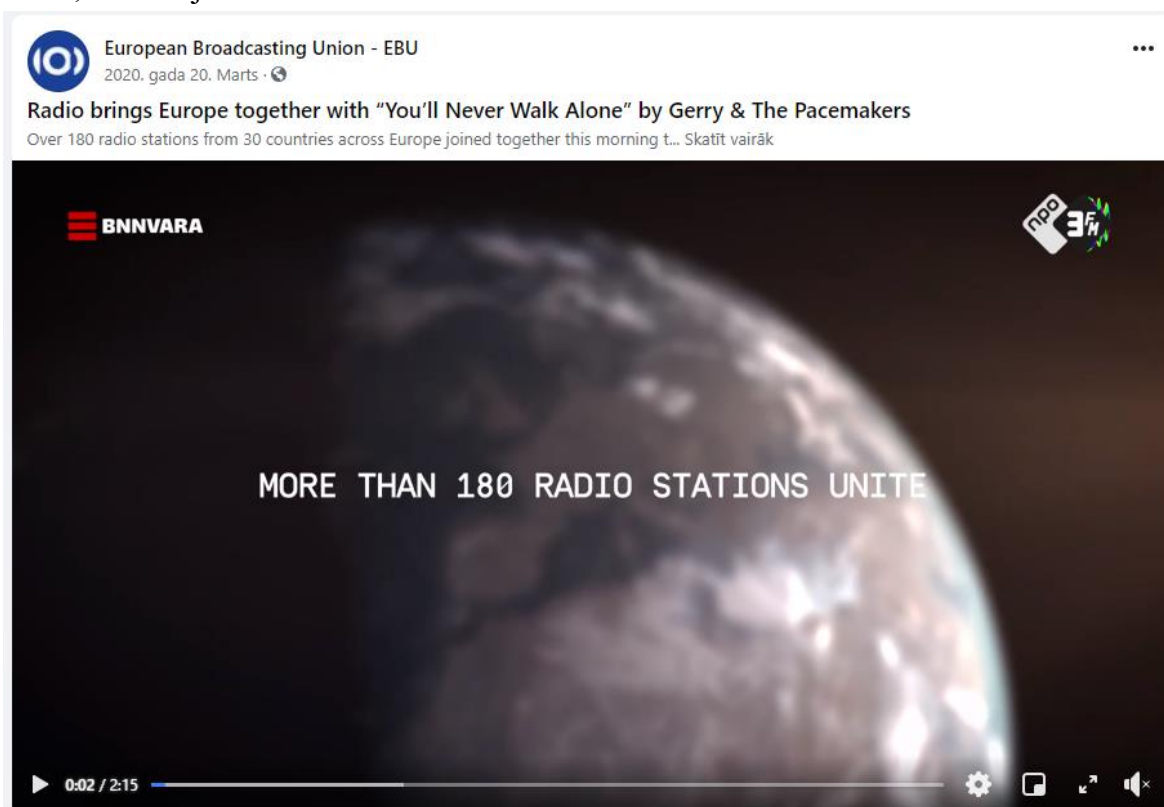 European Broadcasting Union - EBU
2020. gada 20. Marts ·
Radio brings Europe together with “You’ll Never Walk Alone” by Gerry & The Pacemakers
Over 180 radio stations from 30 countries across Europe joined together this morning t... Skatīt vairāk
BNNVARA
npo 3FM
MORE THAN 180 RADIO STATIONS UNITE
0:02 / 2:15